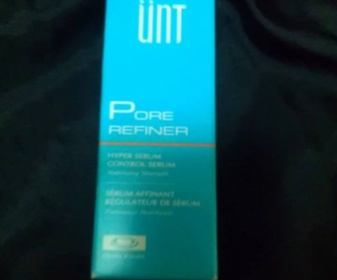 ünt
PORE
REFINER
HYPER SEBUM
CONTROL SERUM
SÉRUM AFFINANT
RÉGULATEUR DE SÉBUM